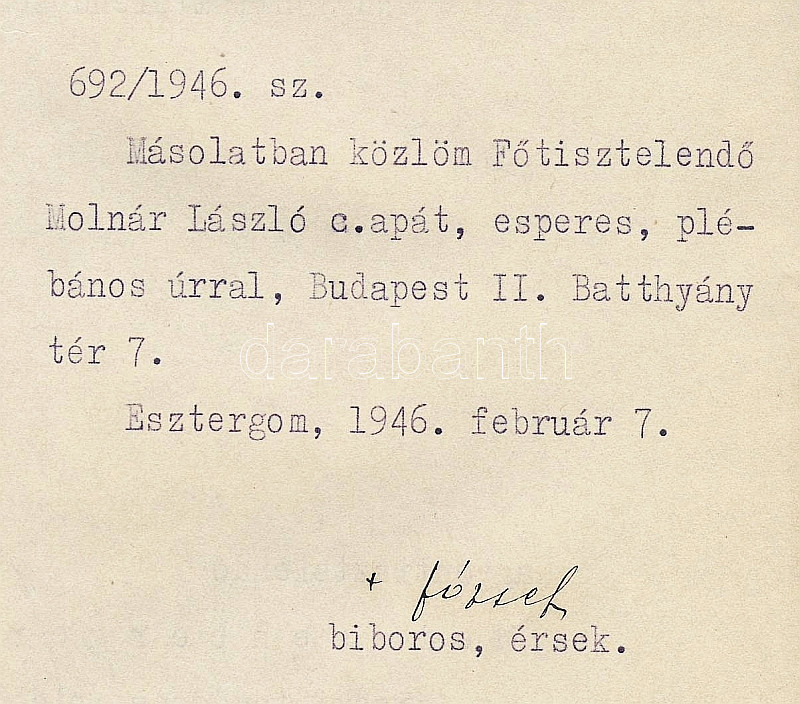 692/1946. sz.
Másolatban közlöm Főtisztelendő
Molnár László c.apát, esperes, plé-
bános úrral, Budapest II. Batthyány
tér 7.
darabanth
Esztergom, 1946. február 7.
+ József
biboros, érsek.